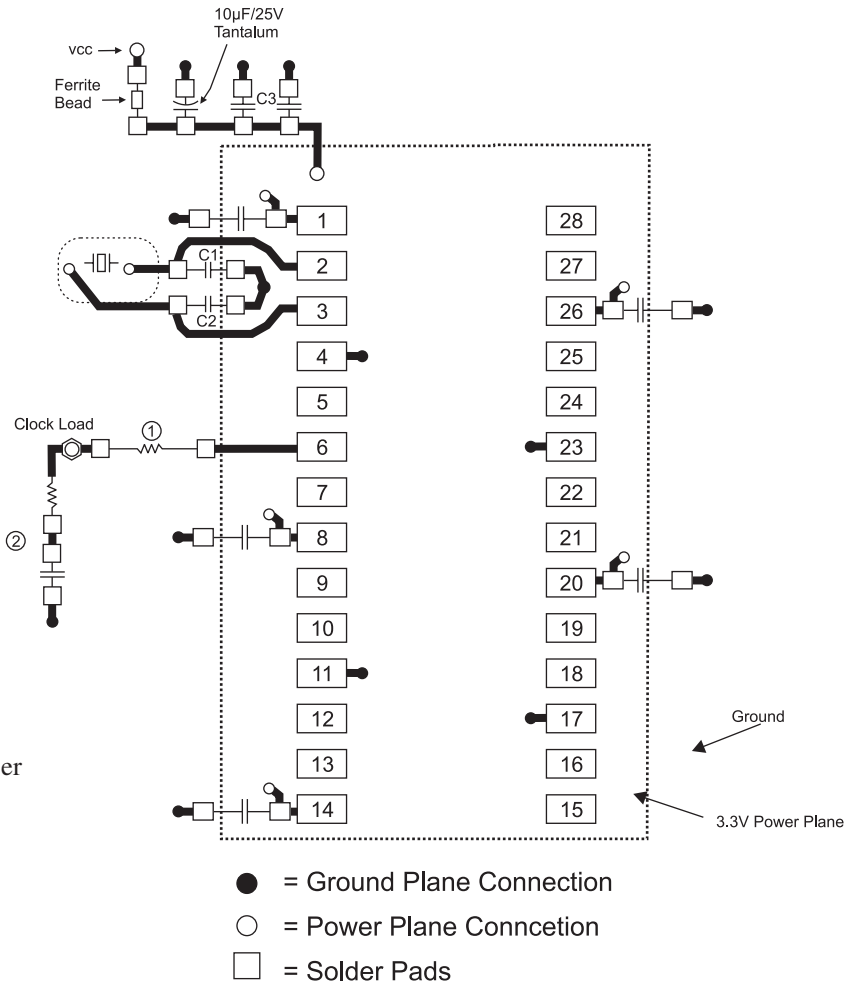 10µF/25V
Tantalum
vcc
Ferrite
Bead
C3
1
28
C1
2
27
C2
3
26
4
25
5
24
Clock Load
1
6
23
7
22
2
8
21
9
20
10
19
11
18
12
17
Ground
er
13
16
14
15
3.3V Power Plane
= Ground Plane Connection
= Power Plane Conncetion
= Solder Pads